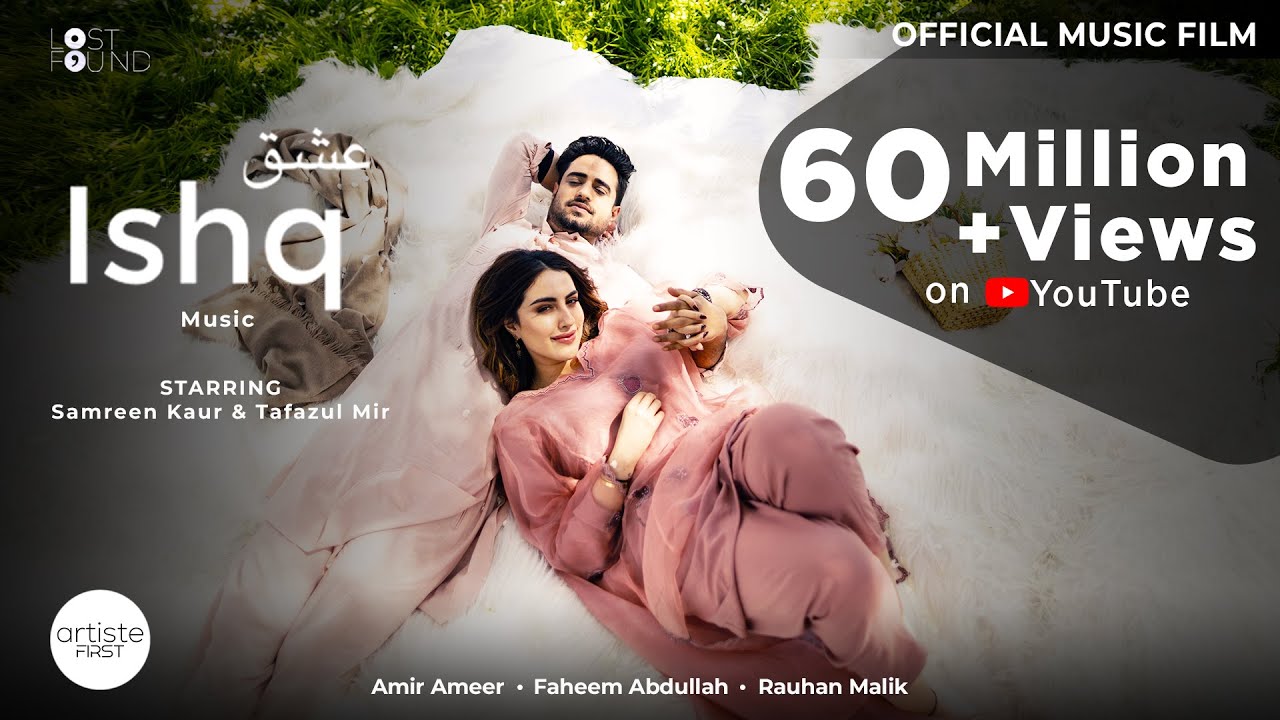 LOST
FOUND
OFFICIAL MUSIC FILM
عشق
Ishq
Music
STARRING
Samreen Kaur & Tafazul Mir
60 Million
+Views
on YouTube
artiste
FIRST
Amir Ameer • Faheem Abdullah • Rauhan Malik